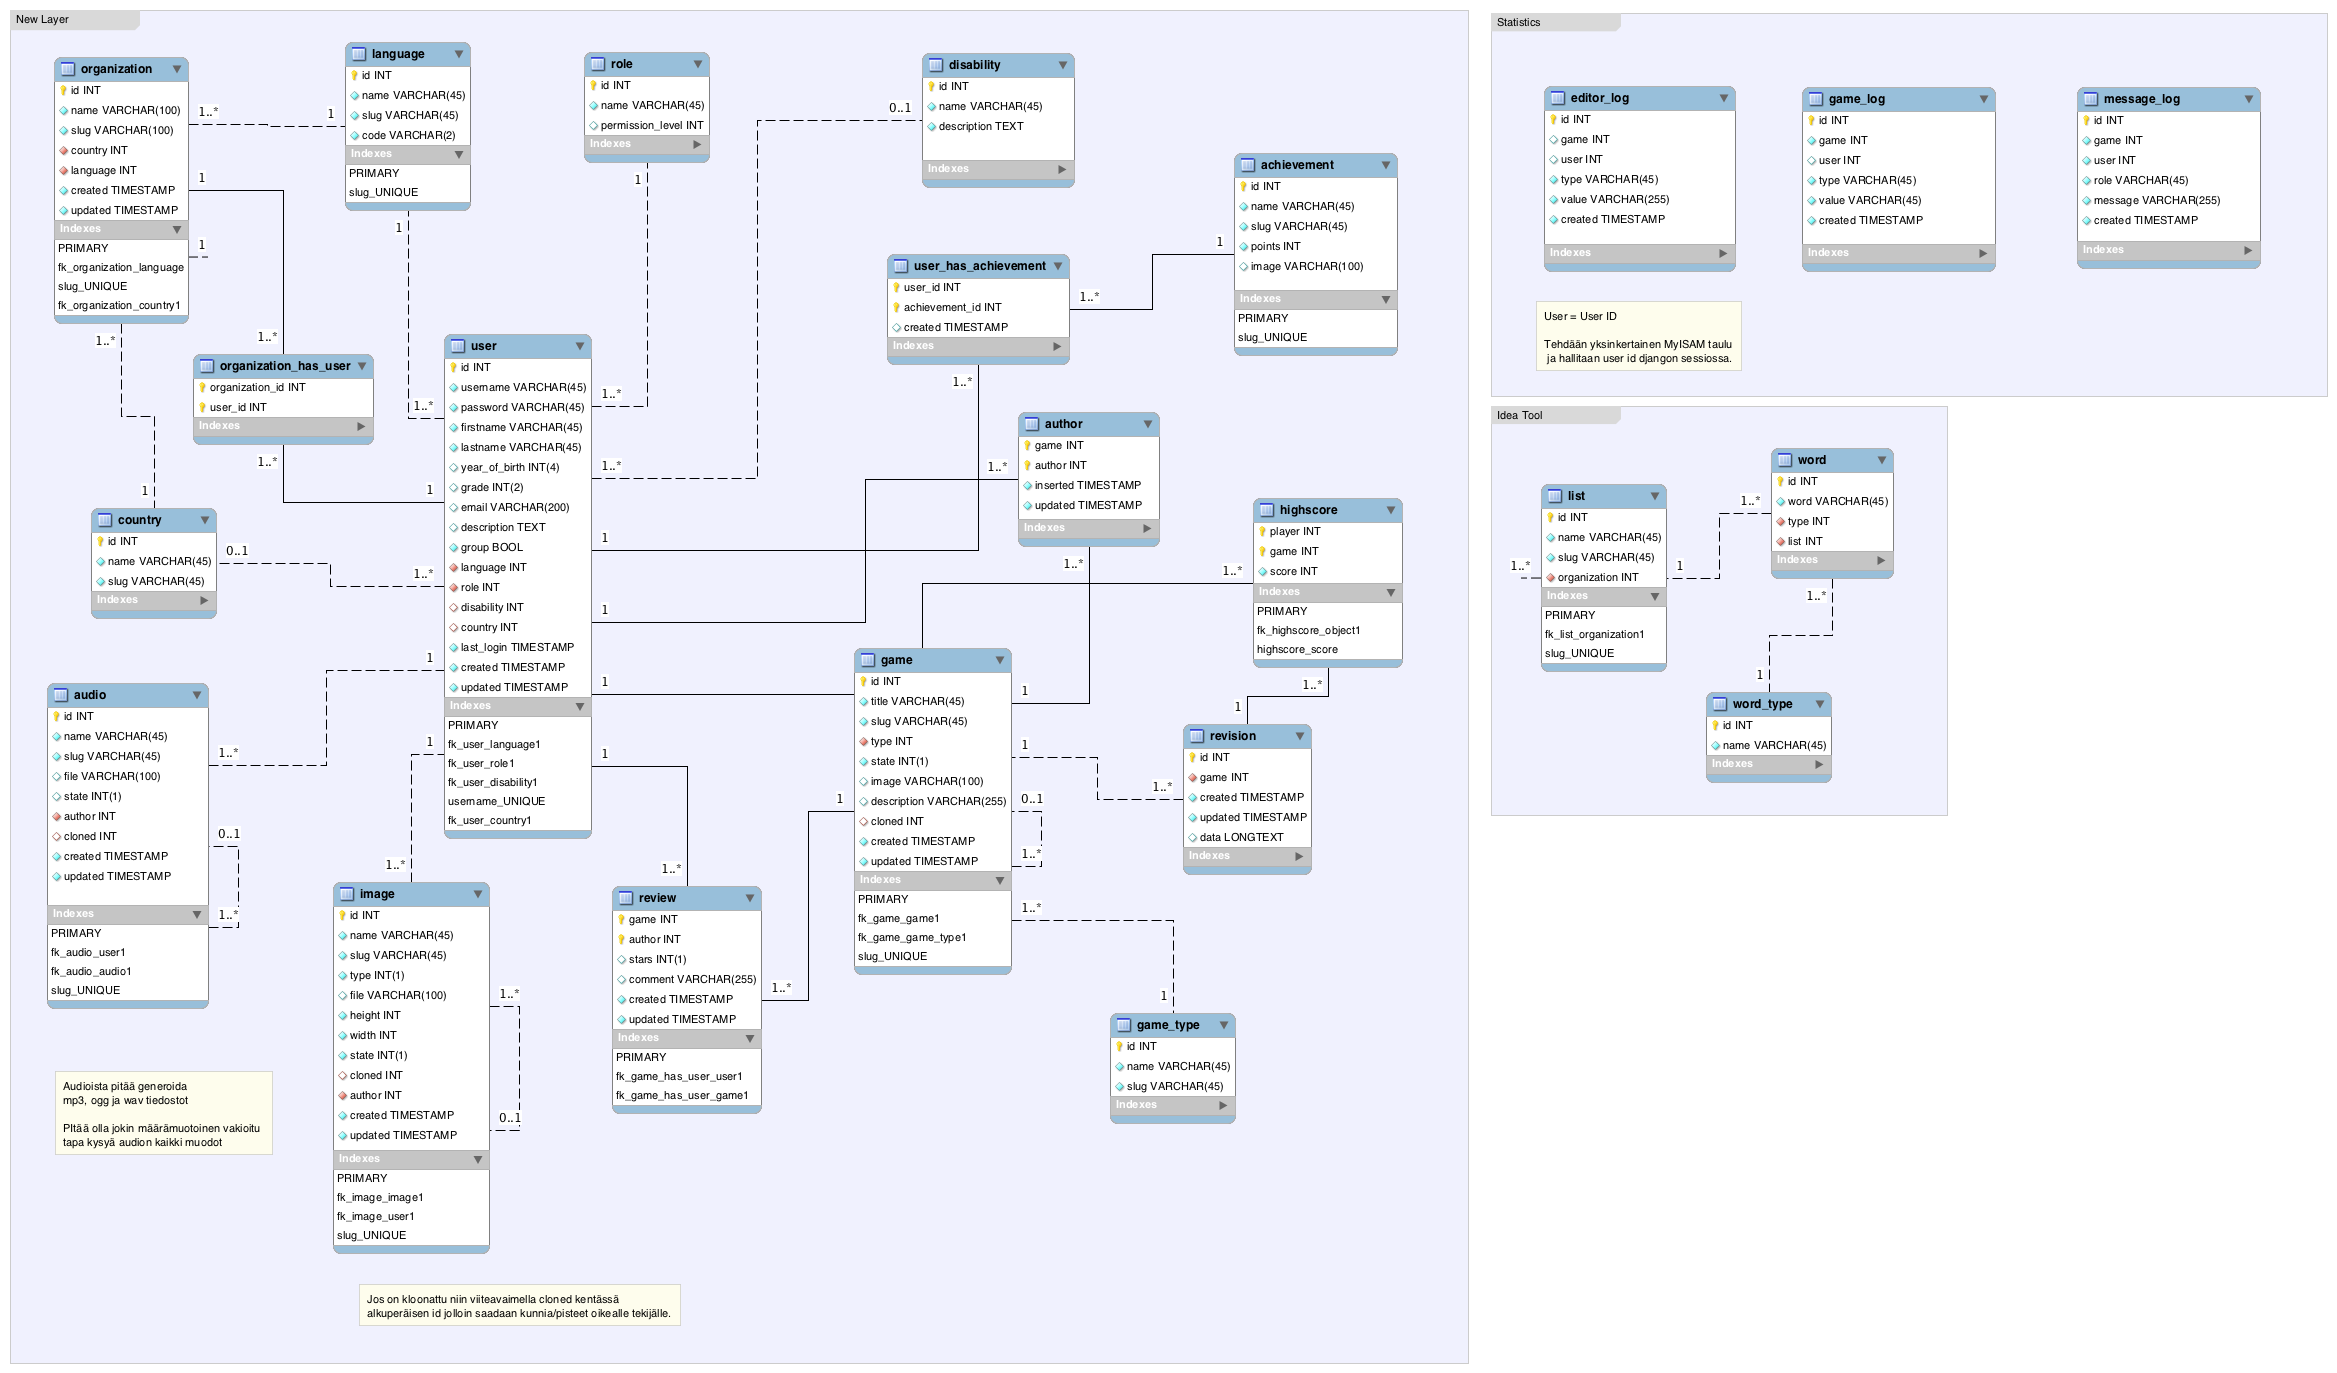 New Layer
organization
id INT
name VARCHAR(100)
slug VARCHAR(100)
country INT
language INT
created TIMESTAMP
updated TIMESTAMP
Indexes
PRIMARY
fk_organization_language
slug_UNIQUE
fk_organization_country1
1..*
1
1
1
1..*
language
id INT
name VARCHAR(45)
slug VARCHAR(45)
code VARCHAR(2)
Indexes
PRIMARY
slug_UNIQUE
1
1..*
role
id INT
name VARCHAR(45)
permission_level INT
Indexes
1
1..*
disability
id INT
name VARCHAR(45)
description TEXT
Indexes
0..1
1..*
achievement
id INT
name VARCHAR(45)
slug VARCHAR(45)
points INT
image VARCHAR(100)
Indexes
PRIMARY
slug_UNIQUE
1
user_has_achievement
user_id INT
achievement_id INT
created TIMESTAMP
Indexes
1..*
1..*
organization_has_user
organization_id INT
user_id INT
Indexes
1..*
1..*
1
country
id INT
name VARCHAR(45)
slug VARCHAR(45)
Indexes
1
0..1
1..*
user
id INT
username VARCHAR(45)
password VARCHAR(45)
firstname VARCHAR(45)
lastname VARCHAR(45)
year_of_birth INT(4)
grade INT(2)
email VARCHAR(200)
description TEXT
group BOOL
language INT
role INT
disability INT
country INT
last_login TIMESTAMP
created TIMESTAMP
updated TIMESTAMP
Indexes
PRIMARY
fk_user_language1
fk_user_role1
fk_user_disability1
username_UNIQUE
fk_user_country1
1
1
1
1
1
1
author
game INT
author INT
inserted TIMESTAMP
updated TIMESTAMP
Indexes
1..*
1..*
highscore
player INT
game INT
score INT
Indexes
PRIMARY
fk_highscore_object1
highscore_score
1..*
1..*
game
id INT
title VARCHAR(45)
slug VARCHAR(45)
type INT
state INT(1)
image VARCHAR(100)
description VARCHAR(255)
cloned INT
created TIMESTAMP
updated TIMESTAMP
Indexes
PRIMARY
fk_game_game1
fk_game_game_type1
slug_UNIQUE
1
1
1
0..1
1..*
1..*
revision
id INT
game INT
created TIMESTAMP
updated TIMESTAMP
data LONGTEXT
Indexes
1
1..*
audio
id INT
name VARCHAR(45)
slug VARCHAR(45)
file VARCHAR(100)
state INT(1)
author INT
cloned INT
created TIMESTAMP
updated TIMESTAMP
Indexes
PRIMARY
fk_audio_user1
fk_audio_audio1
slug_UNIQUE
1..*
0..1
1..*
image
id INT
name VARCHAR(45)
slug VARCHAR(45)
type INT(1)
file VARCHAR(100)
height INT
width INT
state INT(1)
cloned INT
author INT
created TIMESTAMP
updated TIMESTAMP
Indexes
PRIMARY
fk_image_image1
fk_image_user1
slug_UNIQUE
1..*
1..*
0..1
review
game INT
author INT
stars INT(1)
comment VARCHAR(255)
created TIMESTAMP
updated TIMESTAMP
Indexes
PRIMARY
fk_game_has_user_user1
fk_game_has_user_game1
1..*
1..*
game_type
id INT
name VARCHAR(45)
slug VARCHAR(45)
Indexes
1
Audioista pitää generoida
mp3, ogg ja wav tiedostot
PItää olla jokin määrämuotoinen vakioitu
tapa kysyä audion kaikki muodot
Jos on kloonattu niin viiteavaimella cloned kentässä
alkuperäisen id jolloin saadaan kunnia/pisteet oikealle tekijälle.
Statistics
editor_log
id INT
game INT
user INT
type VARCHAR(45)
value VARCHAR(255)
created TIMESTAMP
Indexes
game_log
id INT
game INT
user INT
type VARCHAR(45)
value VARCHAR(45)
created TIMESTAMP
Indexes
message_log
id INT
game INT
user INT
role VARCHAR(45)
message VARCHAR(255)
created TIMESTAMP
Indexes
User = User ID
Tehdään yksinkertainen MyISAM taulu
ja hallitaan user id djangon sessiossa.
Idea Tool
list
id INT
name VARCHAR(45)
slug VARCHAR(45)
organization INT
Indexes
PRIMARY
fk_list_organization1
slug_UNIQUE
1..*
1
word
id INT
word VARCHAR(45)
type INT
list INT
Indexes
1..*
1..*
word_type
id INT
name VARCHAR(45)
Indexes
1